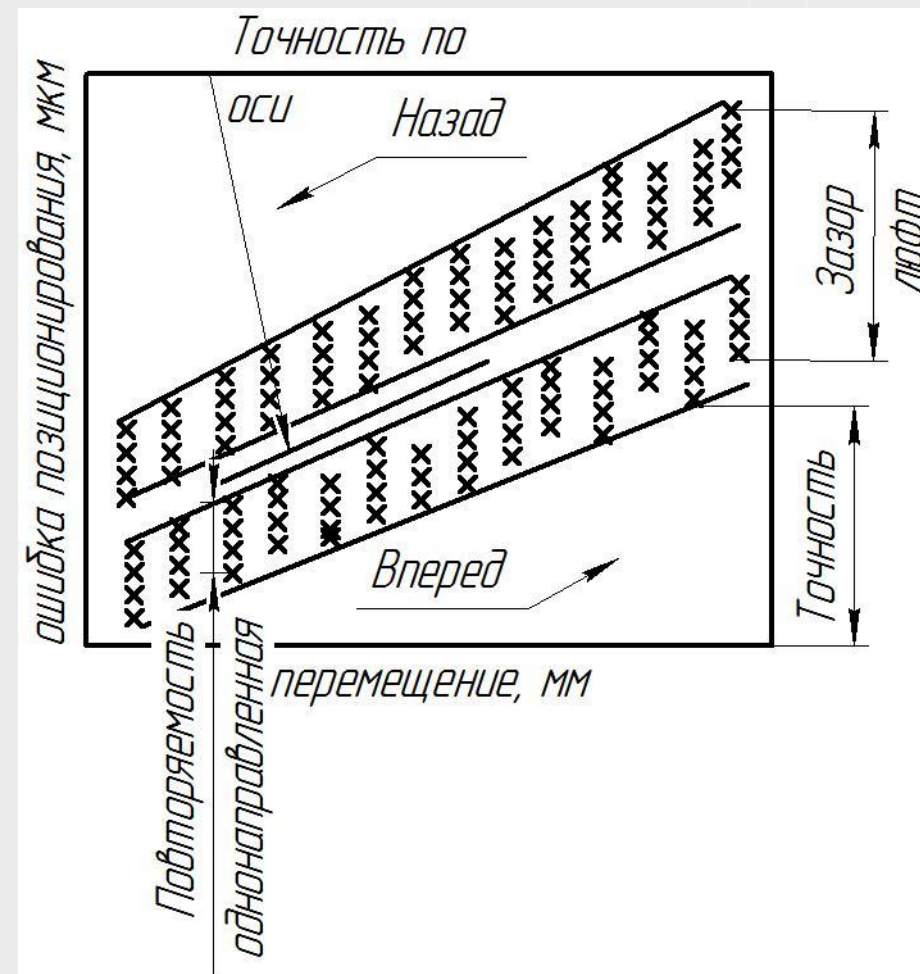 Точность по
оси
Назад
ошибка позиционирования, мкм
Зазор
люфт
Точность
Вперед
перемещение, мм
Повторяемость
однонаправленная